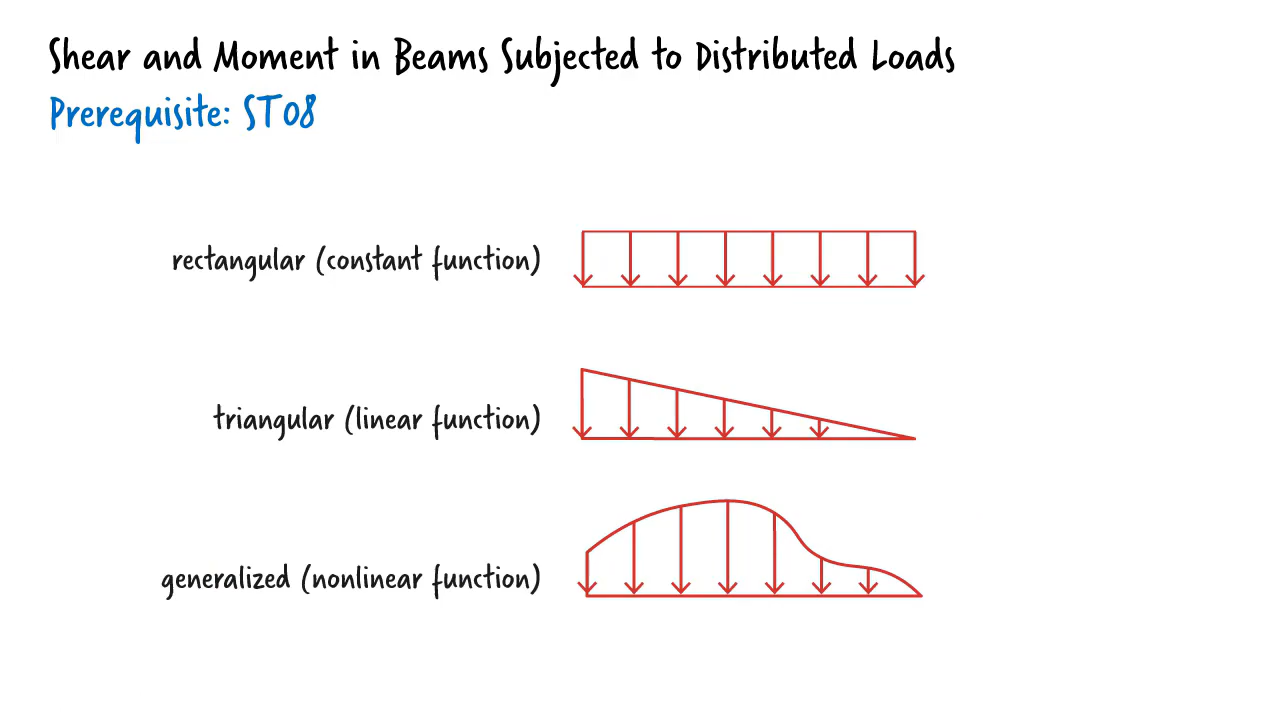 Shear and Moment in Beams Subjected to Distributed Loads
Prerequisite: ST08
rectangular (constant function)
triangular (linear function)
generalized (nonlinear function)